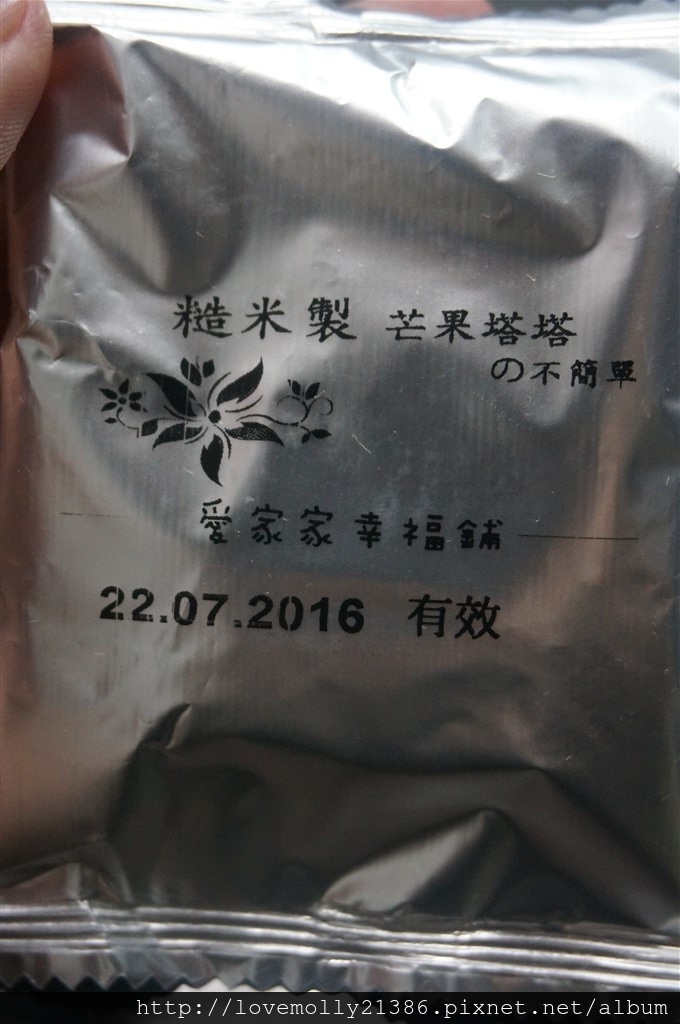 糙米製 芒果塔塔
の不簡單
愛家家幸福鋪
22.07.2016 有效
http://lovemolly21386.pixnet.net/album